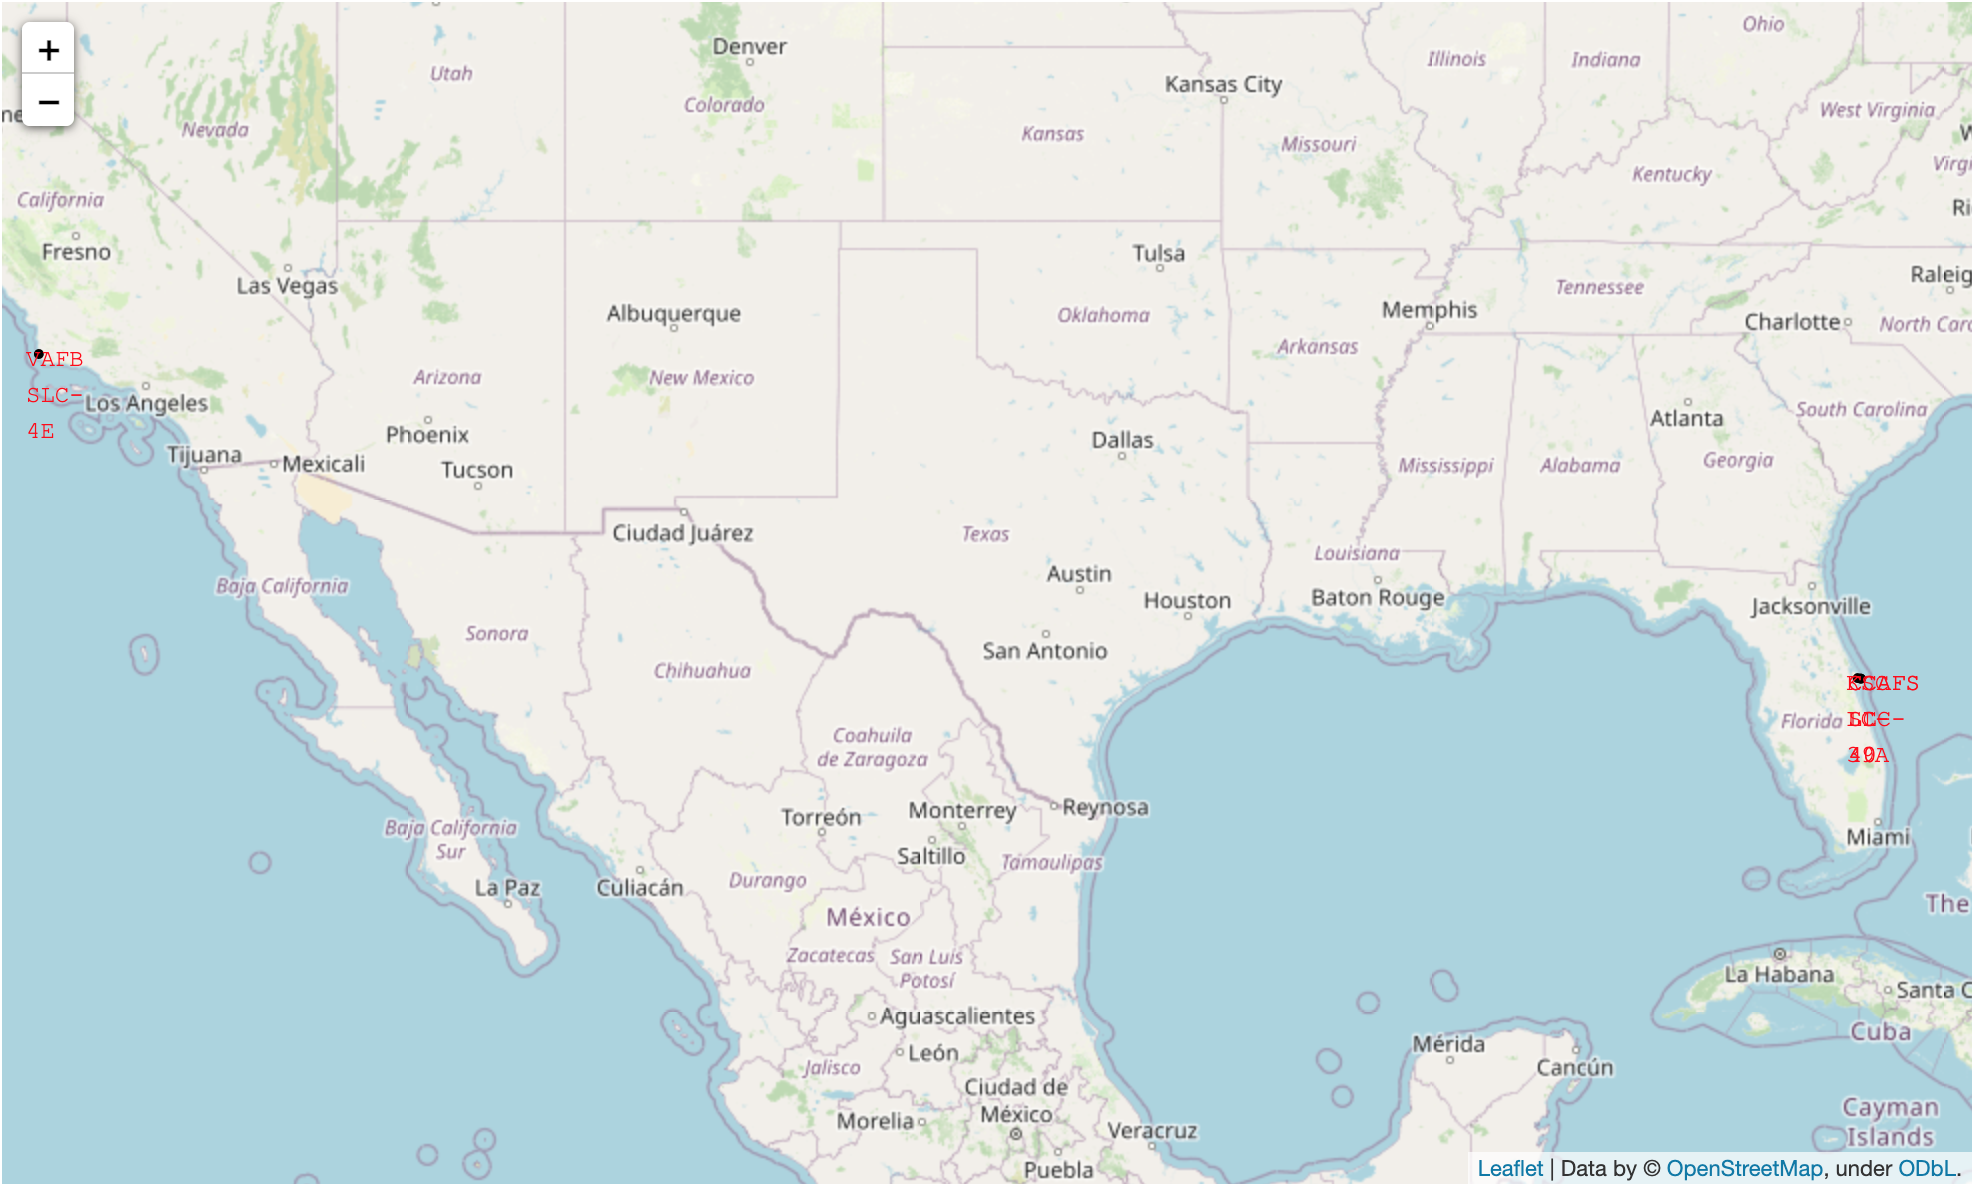 +
−
Denver
Utah
Colorado
Nevada
Kansas City
Kansas
Missouri
Illinois
Indiana
Ohio
West Virginia
Kentucky
California
Fresno
Las Vegas
Albuquerque
Tulsa
Oklahoma
Memphis
Tennessee
Charlotte
Arkansas
VAFB
SLC-
4E
Los Angeles
Arizona
New Mexico
Phoenix
Tucson
Tijuana
Mexicali
Dallas
Mississippi
Alabama
Atlanta
Georgia
South Carolina
Ciudad Juárez
Texas
Louisiana
Austin
Houston
Baton Rouge
San Antonio
Jacksonville
Baja California
Sonora
Chihuahua
Florida
Coahuila
de Zaragoza
Torreón
Monterrey
Reynosa
Saltillo
Tamaulipas
Miami
Baja California
Sur
La Paz
Culiacán
Durango
México
Zacatecas
San Luis
Potosí
The
La Habana
Cuba
Aguascalientes
León
Jalisco
Ciudad de
México
Morelia
Veracruz
Puebla
Mérida
Cancún
Cayman
Islands
Leaflet | Data by © OpenStreetMap, under ODbL.